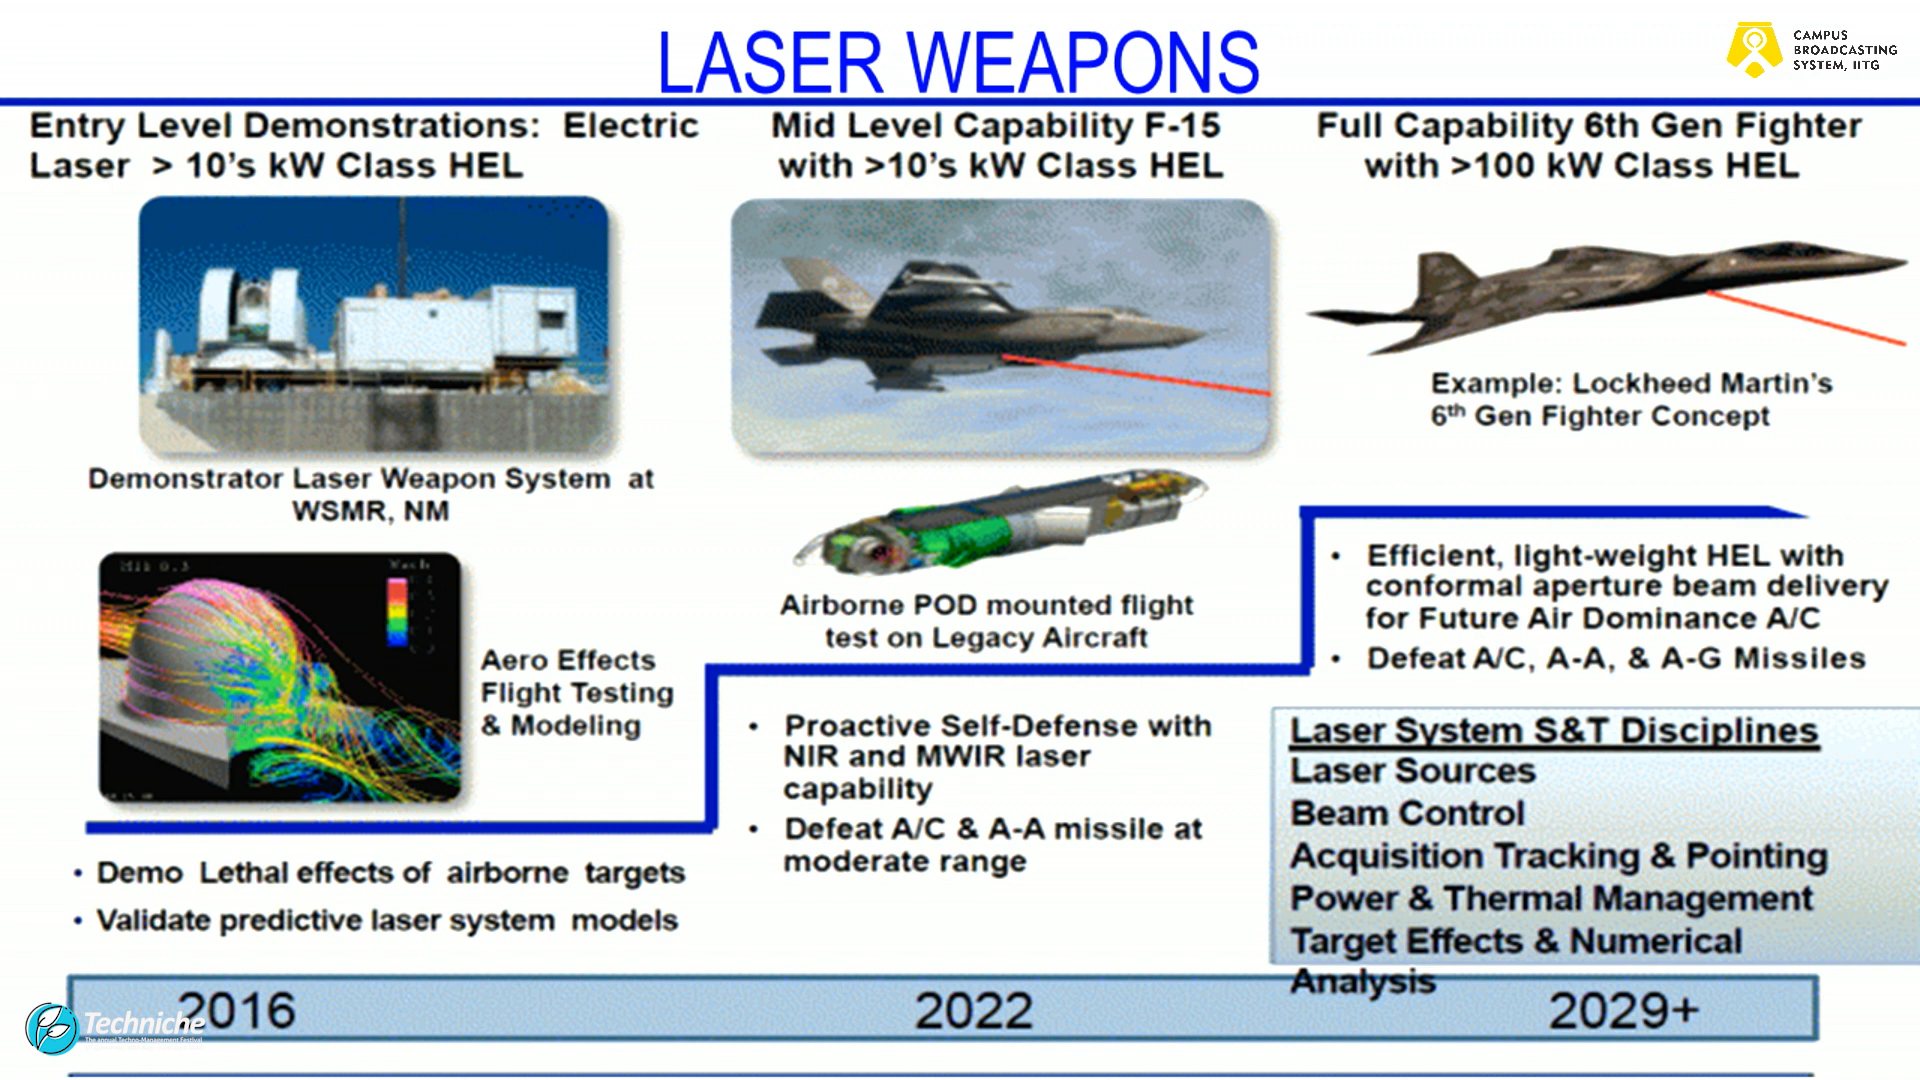 LASER WEAPONS
CAMPUS
BROADCASTING
SYSTEM, IITG
Entry Level Demonstrations: Electric
Laser > 10's kW Class HEL
Demonstrator Laser Weapon System at
WSMR, NM
Aero Effects
Flight Testing
& Modeling
• Demo Lethal effects of airborne targets
• Validate predictive laser system models
Mid Level Capability F-15
with >10's kW Class HEL
Airborne POD mounted flight
test on Legacy Aircraft
• Proactive Self-Defense with
NIR and MWIR laser
capability
• Defeat A/C & A-A missile at
moderate range
Full Capability 6th Gen Fighter
with >100 kW Class HEL
Example: Lockheed Martin's
6th Gen Fighter Concept
• Efficient, light-weight HEL with
conformal aperture beam delivery
for Future Air Dominance A/C
• Defeat A/C, A-A, & A-G Missiles
Laser System S&T Disciplines
Laser Sources
Beam Control
Acquisition Tracking & Pointing
Power & Thermal Management
Target Effects & Numerical
Analysis
2016
2022
2029+
Techniche
The annual Techno-Management Festival